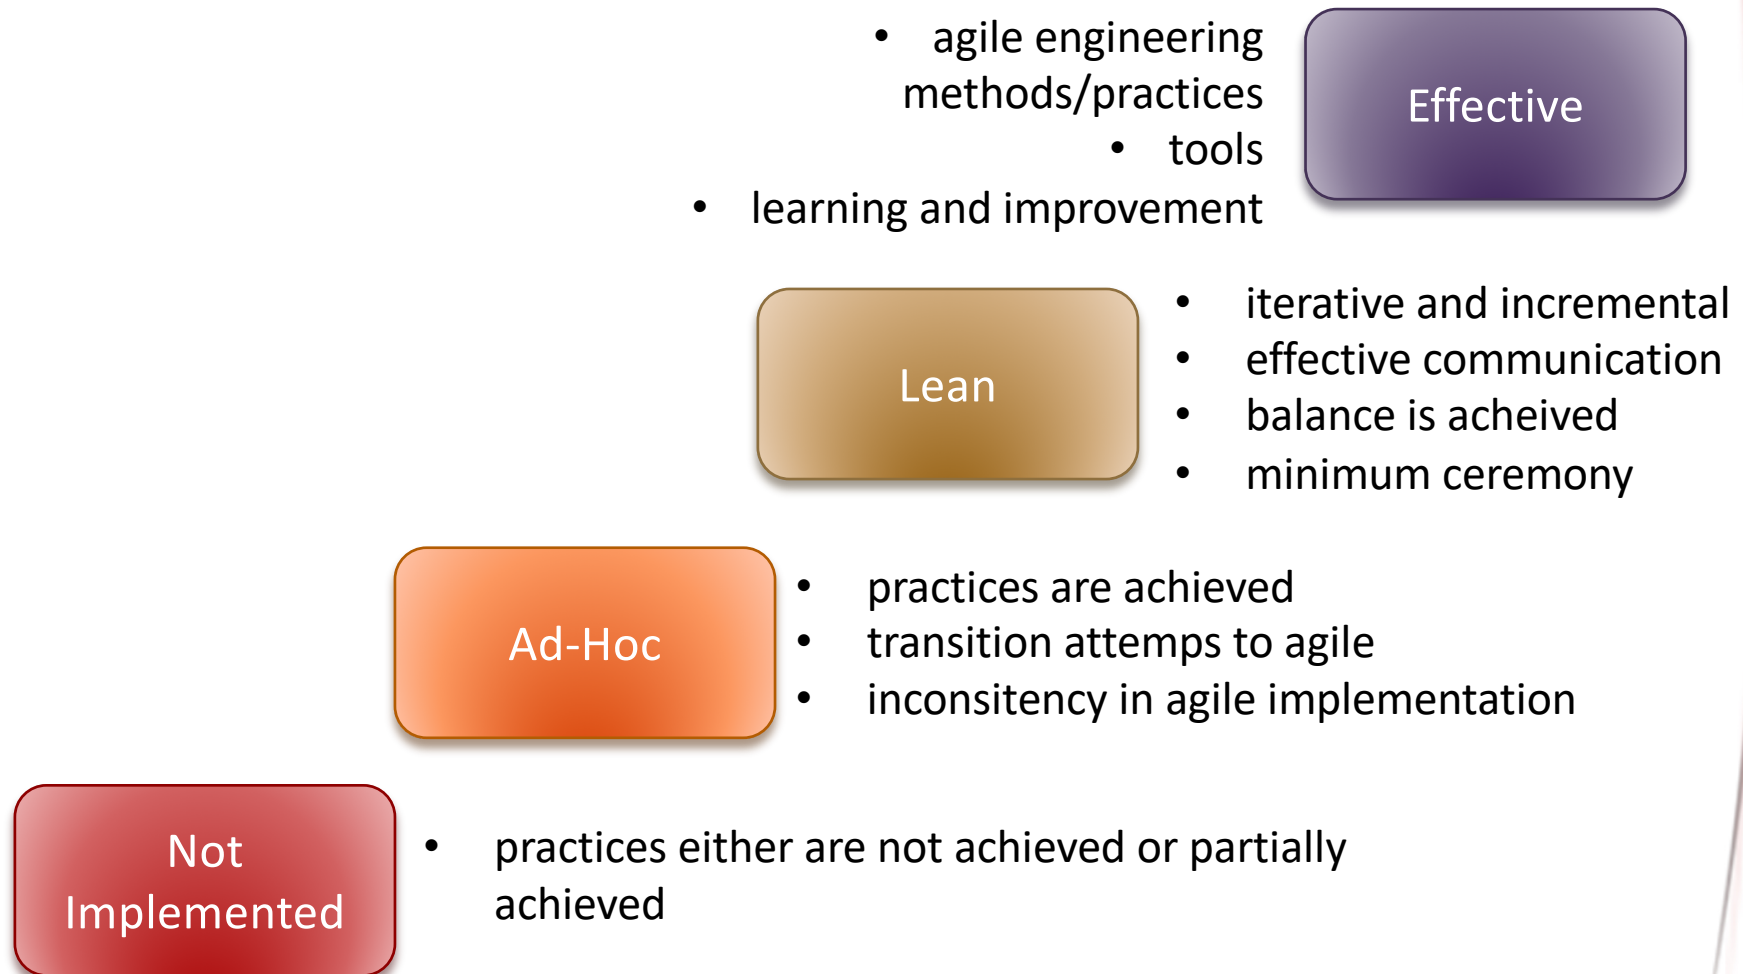 • agile engineering
methods/practices
• tools
• learning and improvement
Effective
Lean
• iterative and incremental
• effective communication
• balance is acheived
• minimum ceremony
Ad-Hoc
• practices are achieved
• transition attemps to agile
• inconsitency in agile implementation
Not
Implemented
• practices either are not achieved or partially
achieved